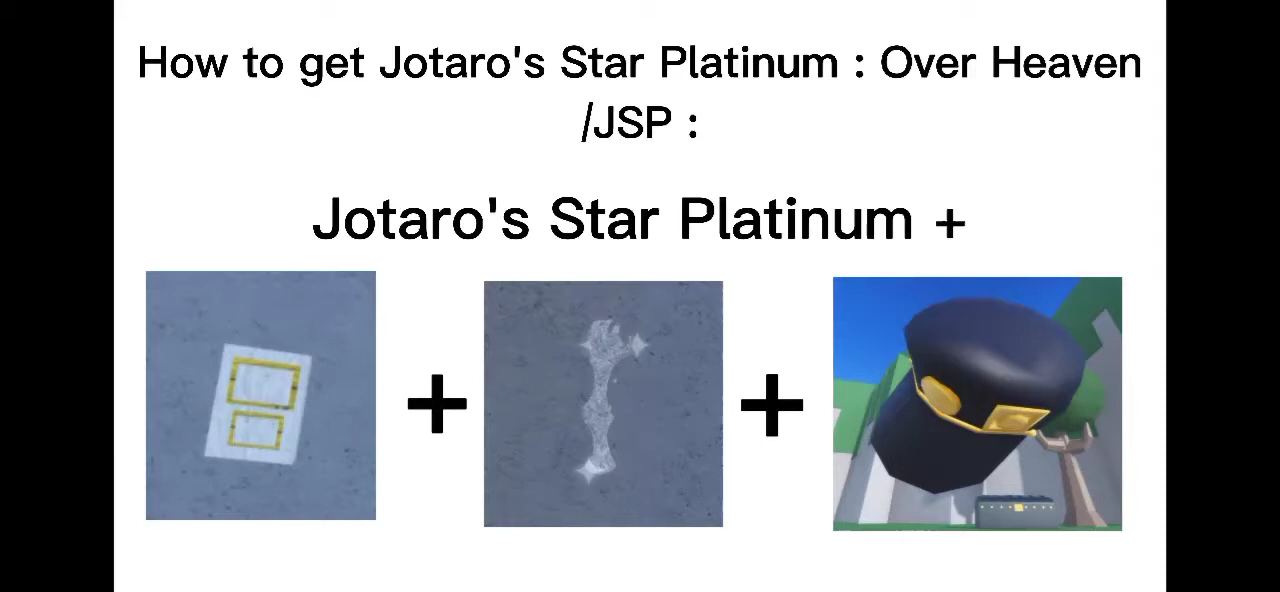 How to get Jotaro's Star Platinum : Over Heaven
/JSP :
Jotaro's Star Platinum +
+ +